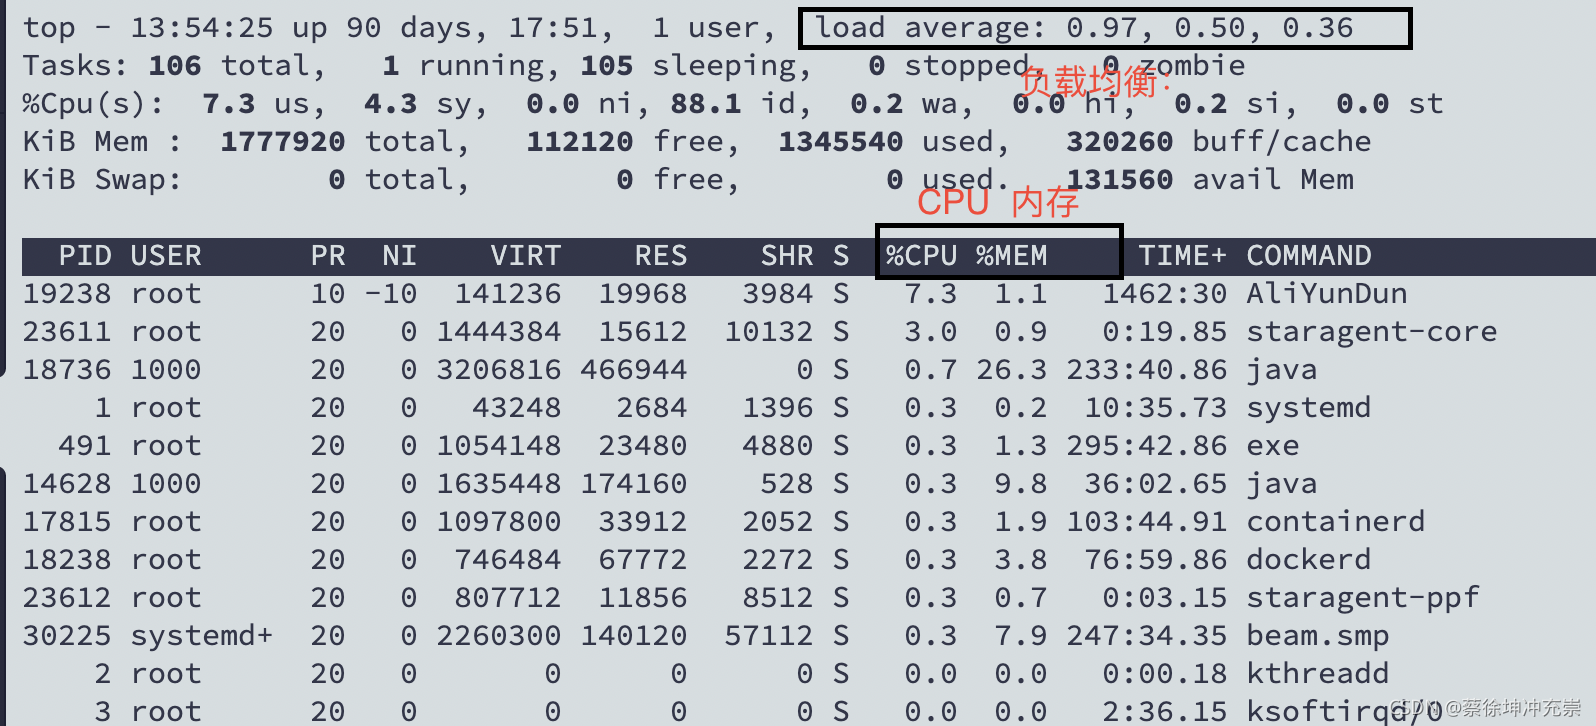 top - 13:54:25 up 90 days, 17:51,  1 user,  load average: 0.97, 0.50, 0.36
Tasks: 106 total,   1 running, 105 sleeping,   0 stopped,   0 zombie
负载均衡：
%Cpu(s):  7.3 us,  4.3 sy,  0.0 ni, 88.1 id,  0.2 wa,  0.0 hi,  0.2 si,  0.0 st
KiB Mem :  1777920 total,   112120 free,  1345540 used,   320260 buff/cache
KiB Swap:        0 total,        0 free,        0 used.   131560 avail Mem
CPU 内存
PID USER      PR  NI    VIRT    RES    SHR S  %CPU %MEM     TIME+ COMMAND
19238 root      10 -10  141236  19968   3984 S   7.3  1.1   1462:30 AliYunDun
23611 root      20   0 1444384  15612  10132 S   3.0  0.9   0:19.85 staragent-core
18736 1000      20   0 3206816 466944      0 S   0.7 26.3 233:40.86 java
1 root      20   0   43248   2684   1396 S   0.3  0.2  10:35.73 systemd
491 root      20   0 1054148  23480   4880 S   0.3  1.3 295:42.86 exe
14628 1000      20   0 1635448 174160    528 S   0.3  9.8  36:02.65 java
17815 root      20   0 1097800  33912   2052 S   0.3  1.9 103:44.91 containerd
18238 root      20   0  746484  67772   2272 S   0.3  3.8  76:59.86 dockerd
23612 root      20   0  807712  11856   8512 S   0.3  0.7   0:03.15 staragent-ppf
30225 systemd+  20   0 2260300 140120  57112 S   0.3  7.9 247:34.35 beam.smp
2 root      20   0       0      0      0 S   0.0  0.0   0:00.18 kthreadd
3 root      20   0       0      0      0 S   0.0  0.0   2:36.15 ksoftirqd/0
CSDN @蔡徐坤冲充崇